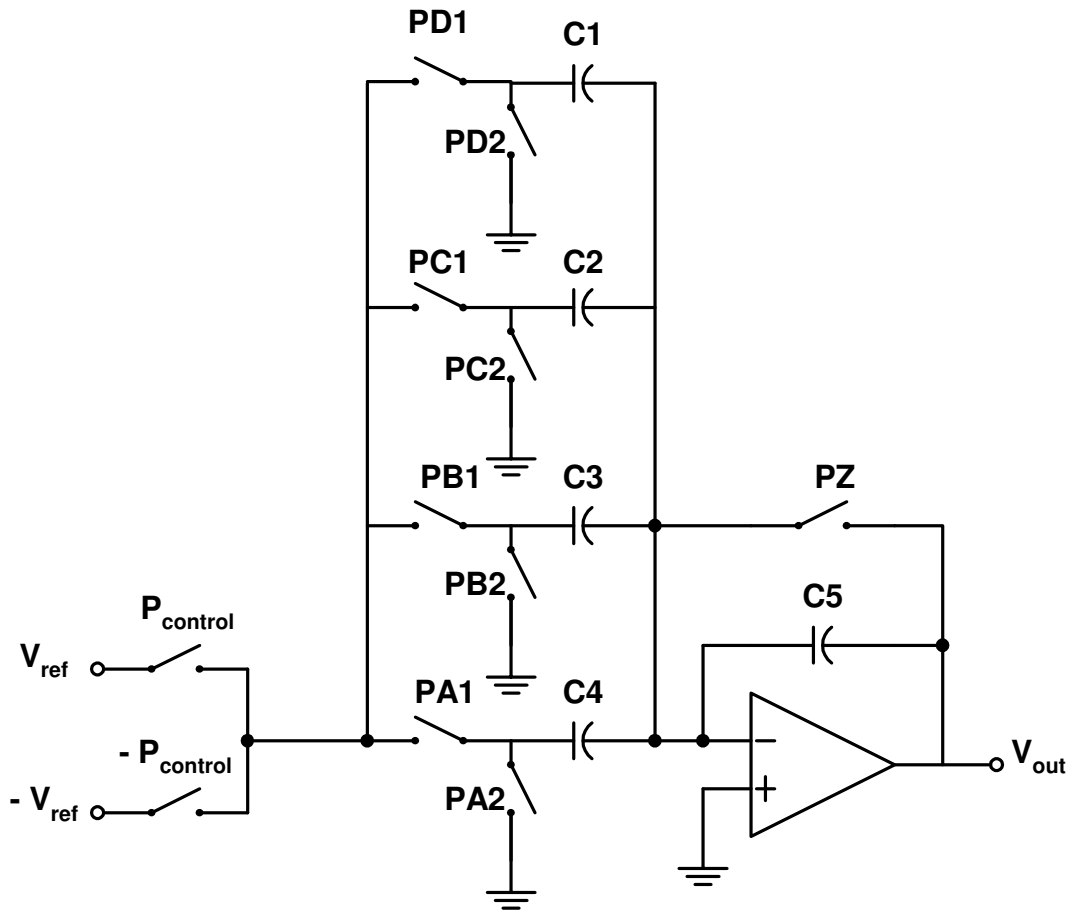 PD1
C1
PD2
PC1
C2
PC2
PB1
C3
PZ
PB2
C5
Pcontrol
Vref
PA1
C4
- Pcontrol
- Vref
PA2
Vout